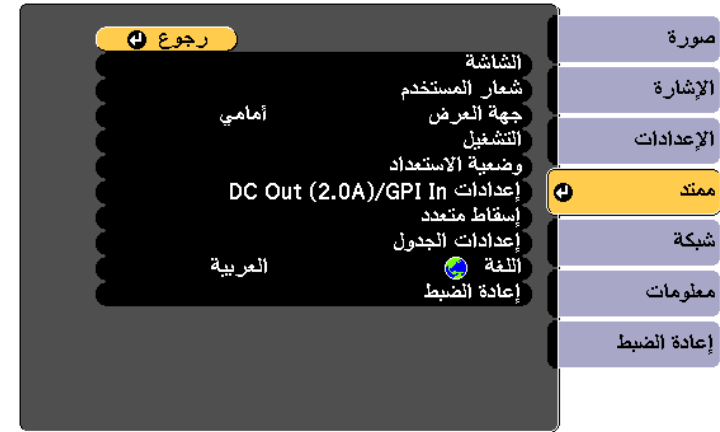 صورة
الإشارة
الإعدادات
ممتد
شبكة
معلومات
إعادة الضبط
رجوع
الشاشة
شعار المستخدم
جهة العرض أمامي
التشغيل
وضعية الاستعداد
إعدادات DC Out (2.0A)/GPI In
إسقاط متعدد
إعدادات الجدول
اللغة العربية
إعادة الضبط